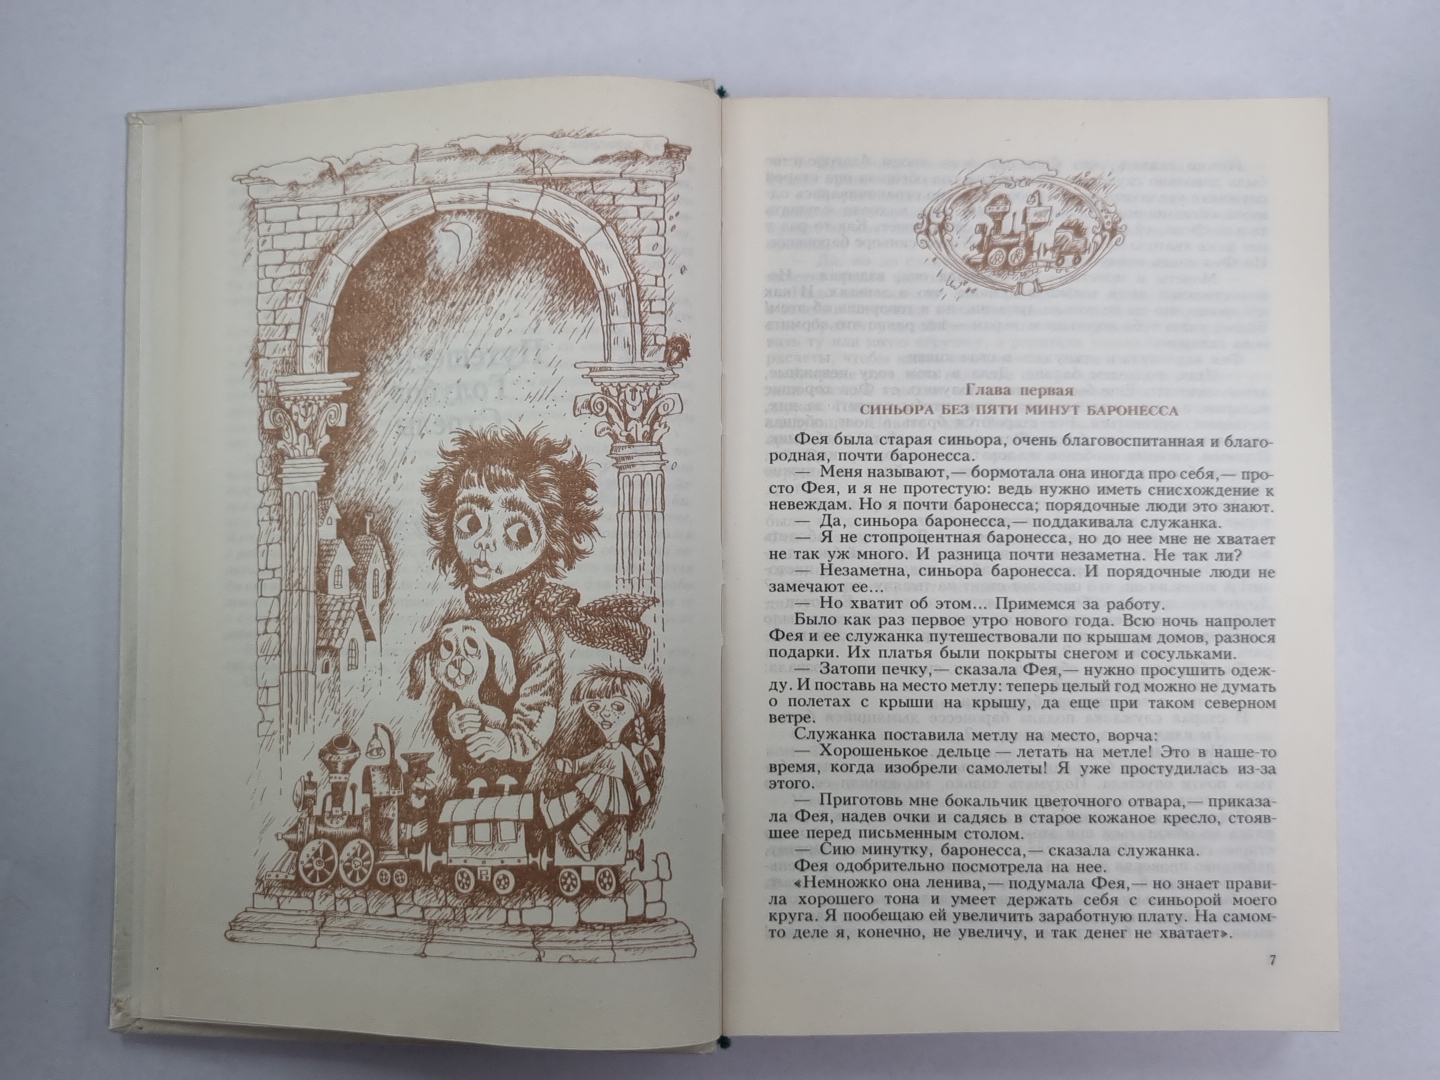 Глава первая
СИНЬОРА БЕЗ ПЯТИ МИНУТ БАРОНЕССА
Фея была старая синьора, очень благовоспитанная и благо-
родная, почти баронесса.
— Меня называют,— бормотала она иногда про себя,— про-
сто Фея, и я не протестую: ведь нужно иметь снисхождение к
невеждам. Но я почти баронесса; порядочные люди это знают.
— Да, синьора баронесса,— поддакивала служанка.
— Я не стопроцентная баронесса, но до нее мне не хватает
не так уж много. И разница почти незаметна. Не так ли?
— Незаметна, синьора баронесса. И порядочные люди не
замечают ее...
— Но хватит об этом... Примемся за работу.
Было как раз первое утро нового года. Всю ночь напролет
Фея и ее служанка путешествовали по крышам домов, разнося
подарки. Их платья были покрыты снегом и сосульками.
— Затопи печку,— сказала Фея,— нужно просушить одеж-
ду. И поставь на место метлу: теперь целый год можно не думать
о полетах с крыши на крышу, да еще при таком северном
ветре.
Служанка поставила метлу на место, ворча:
— Хорошенькое дельце — летать на метле! Это в наше-то
время, когда изобрели самолеты! Я уже простудилась из-за
этого.
— Приготовь мне бокальчик цветочного отвара,— приказа-
ла Фея, надев очки и садясь в старое кожаное кресло, стояв-
шее перед письменным столом.
— Сию минутку, баронесса,— сказала служанка.
Фея одобрительно посмотрела на нее.
«Немножко она ленива,— подумала Фея,— но знает прави-
ла хорошего тона и умеет держать себя с синьорой моего
круга. Я пообещаю ей увеличить заработную плату. На самом-
то деле я, конечно, не увеличу, и так денег не хватает».
7